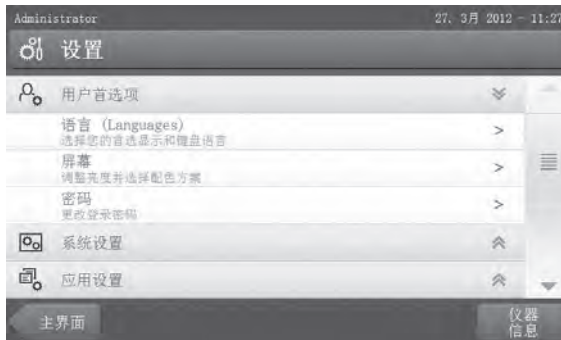 Administrator
27. 3月 2012 - 11:27
设置
用户首选项
语言 (Languages)
选择您的首选显示和键盘语言
屏幕
调整亮度并选择配色方案
密码
更改登录密码
系统设置
应用设置
主界面
仪器
信息